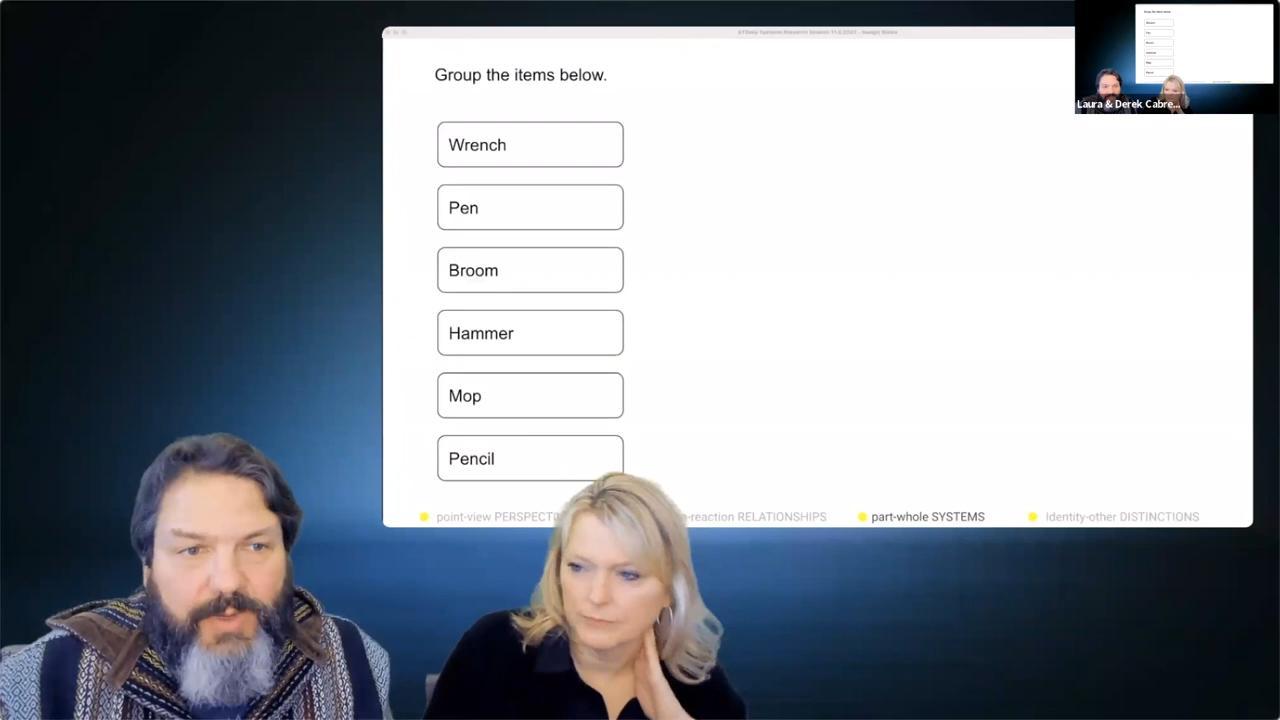 Group the items below.
Wrench
Pen
Broom
Hammer
Mop
Pencil
point-view PERSPECTI
-reaction RELATIONSHIPS
part-whole SYSTEMS
Identity-other DISTINCTIONS
Laura & Derek Cabre...